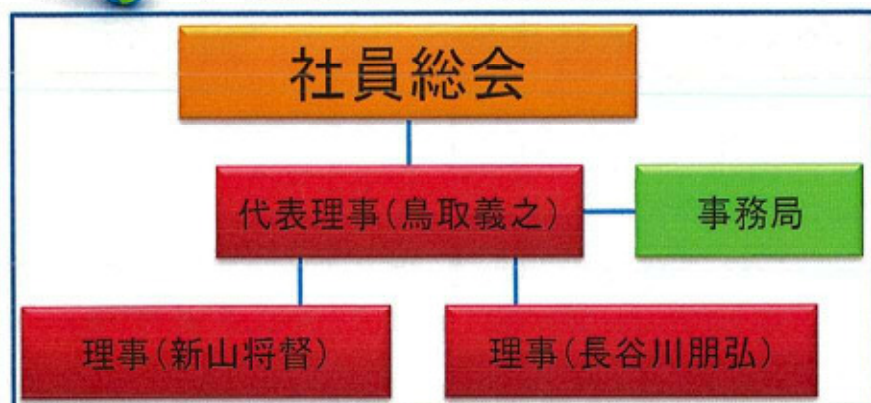 社員総会
代表理事(鳥取義之)
事務局
理事(新山将督)
理事(長谷川朋弘)